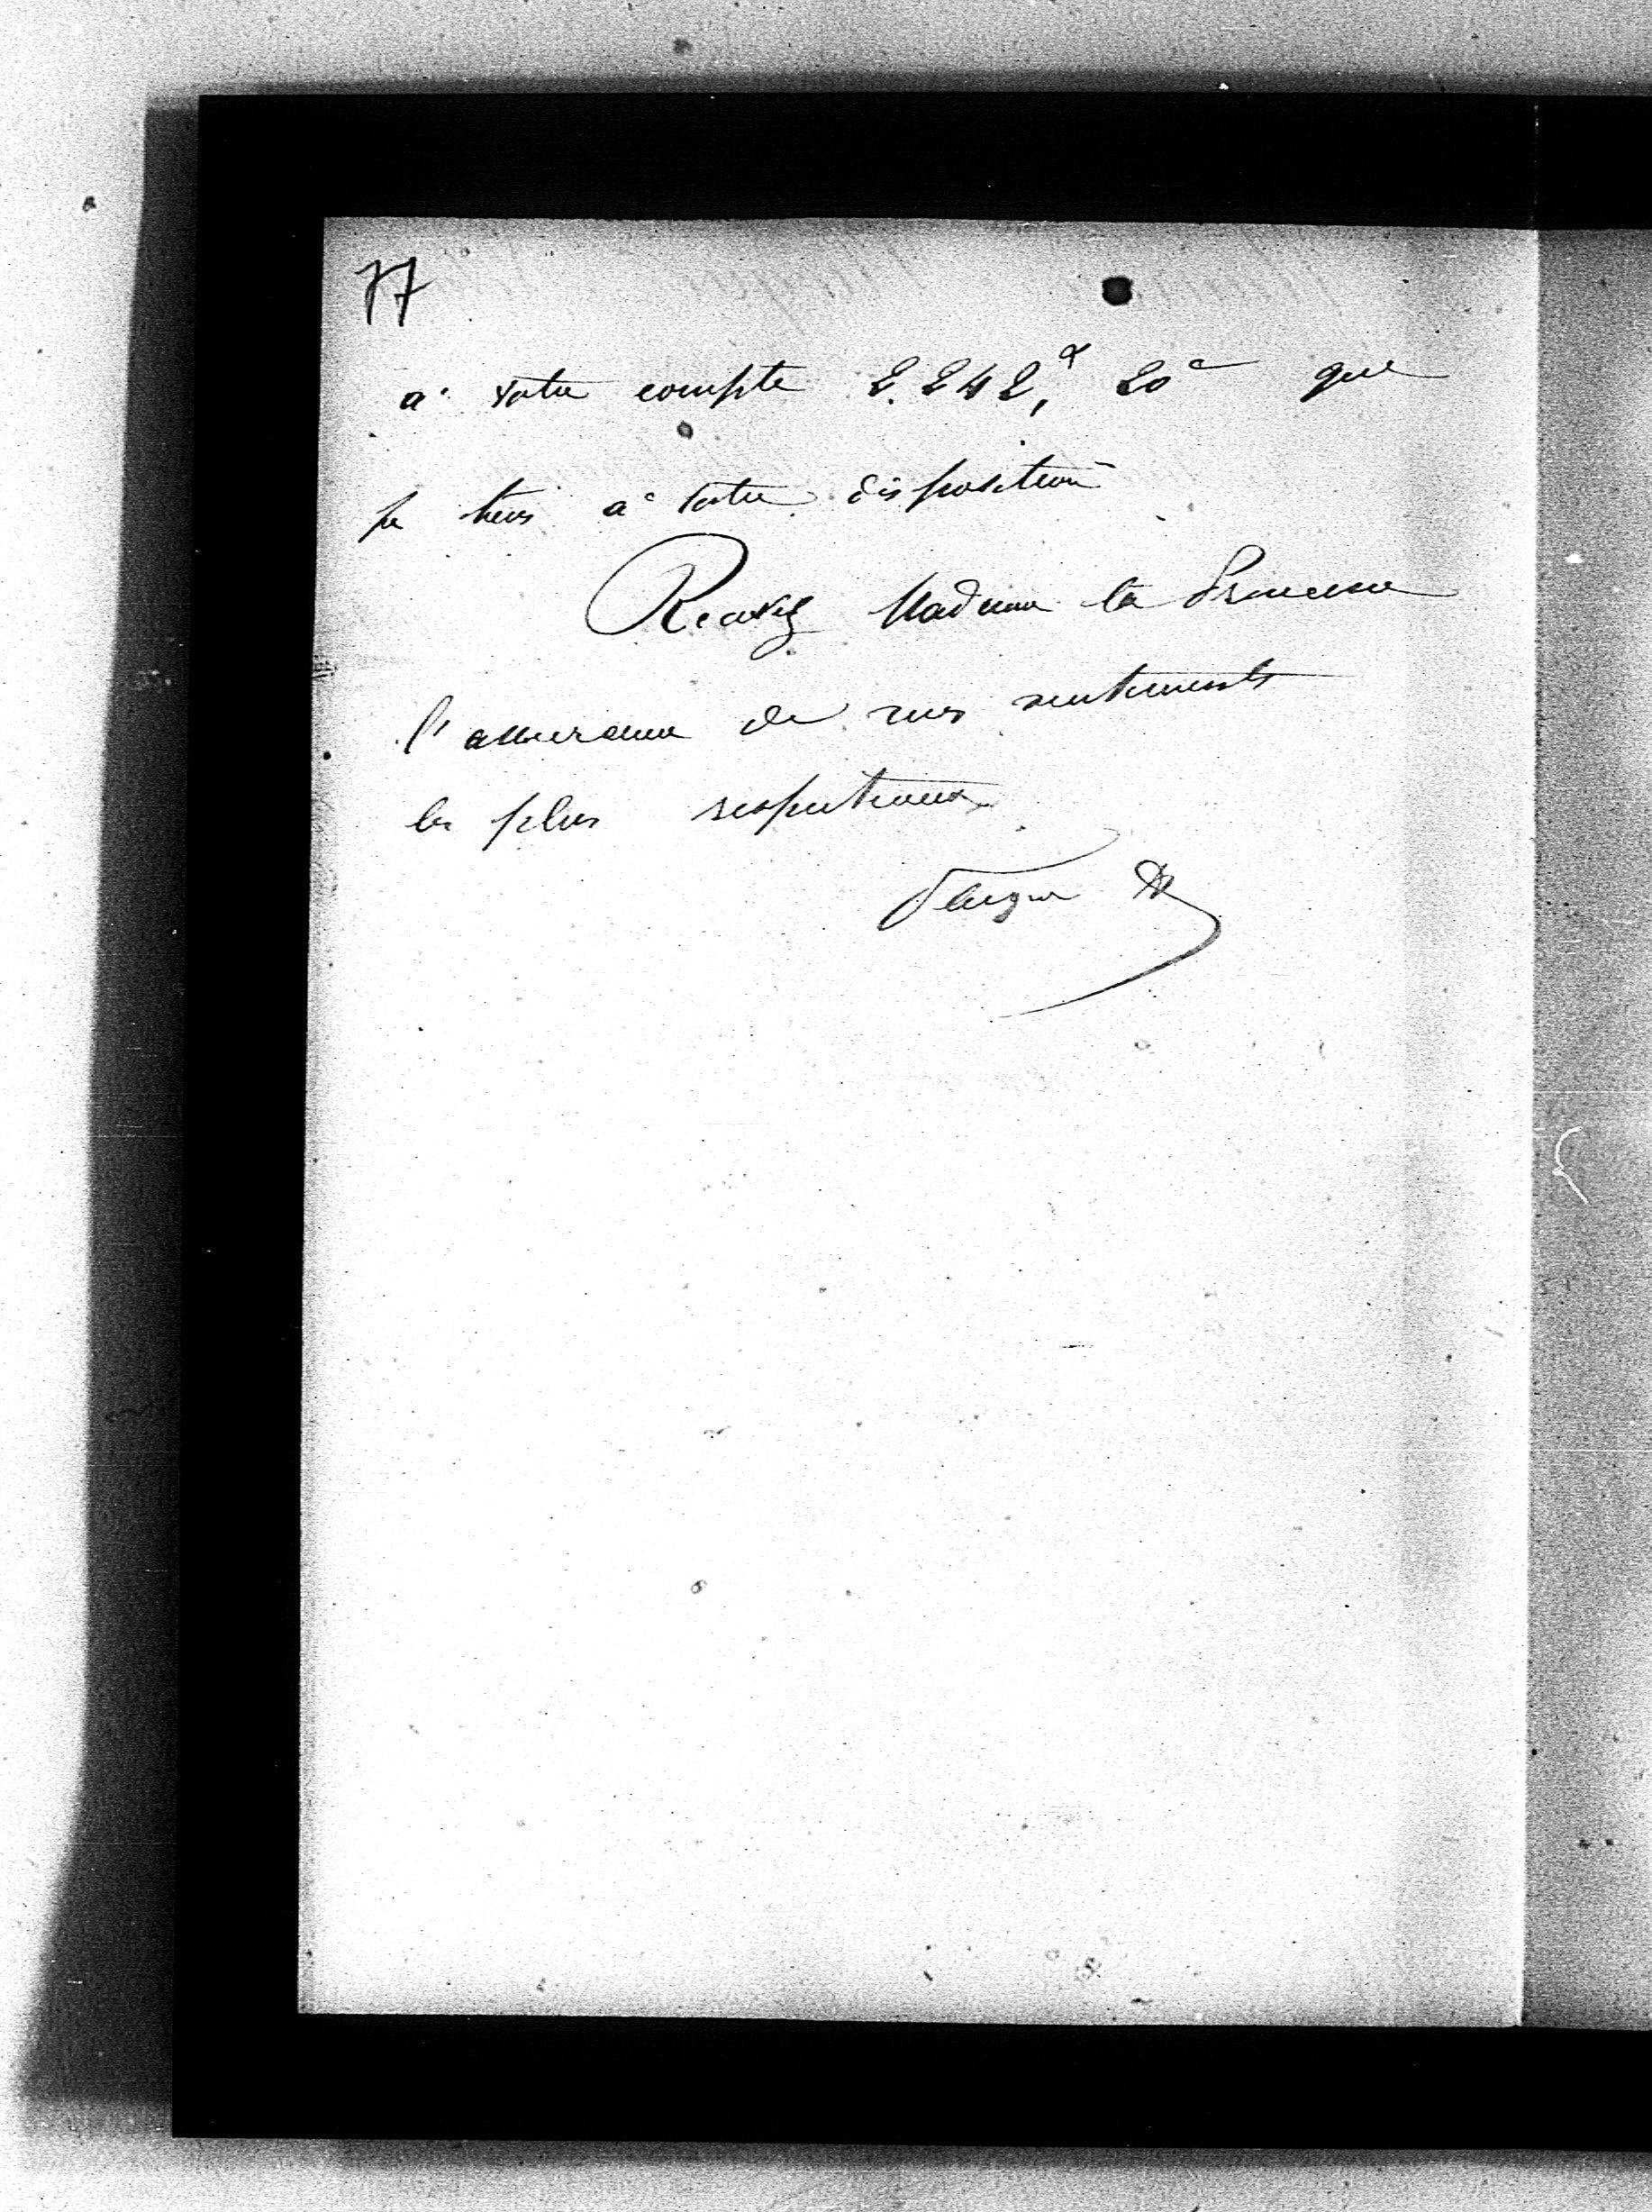 77
à votre compte 2.242,f 20c que
je tiens à votre disposition
Recevez Madame la Princesse
l'assurance de mes sentiments
les plus respectueux